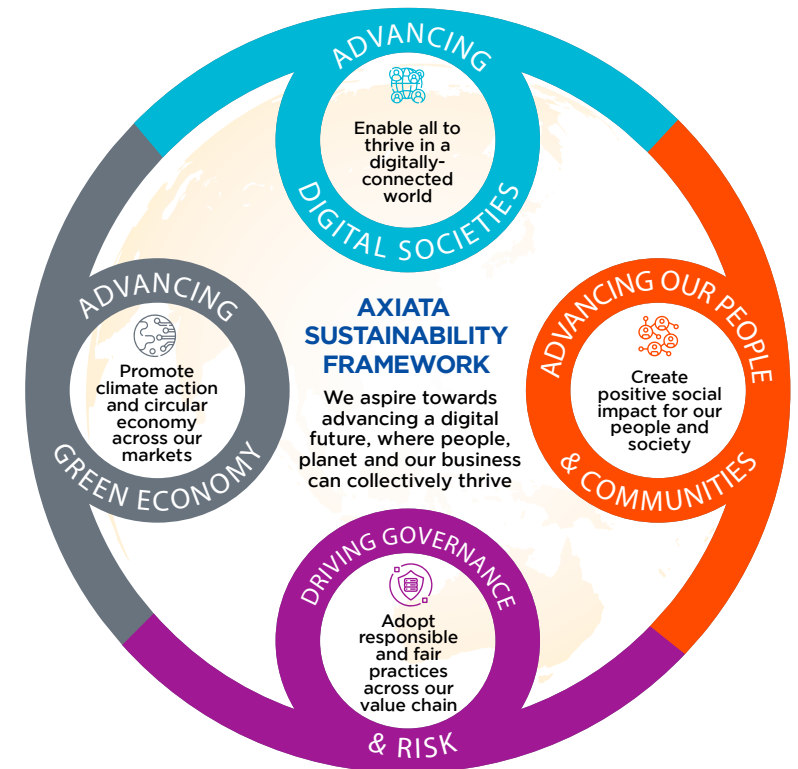 ADVANCING
Enable all to
thrive in a
digitally-
connected
world
DIGITAL SOCIETIES
ADVANCING
Promote
climate action
and circular
economy
across our
markets
GREEN ECONOMY
AXIATA
SUSTAINABILITY
FRAMEWORK
We aspire towards
advancing a digital
future, where people,
planet and our business
can collectively thrive
ADVANCING OUR PEOPLE
Create
positive social
impact for our
people and
society
& COMMUNITIES
DRIVING GOVERNANCE
Adopt
responsible
and fair
practices
across our
value chain
& RISK